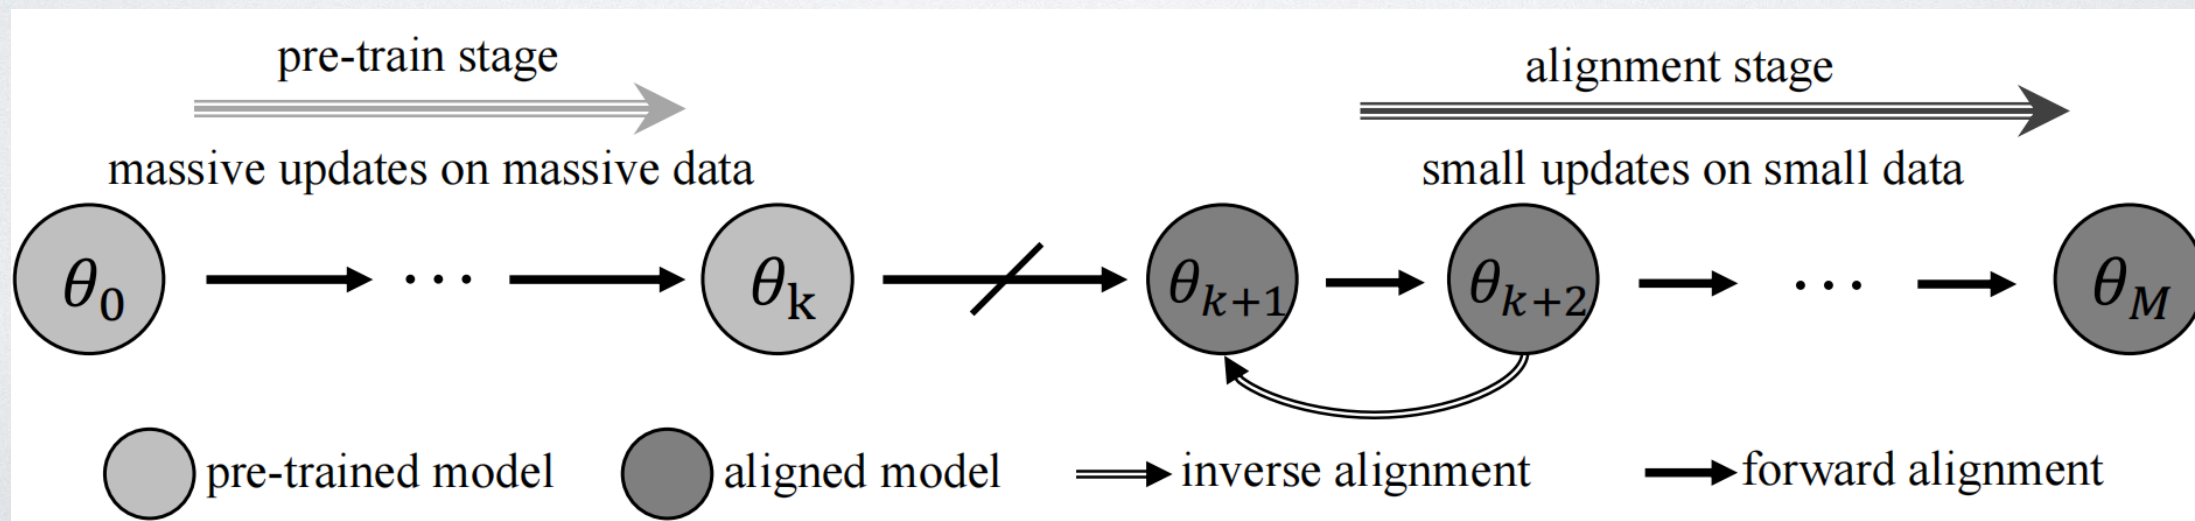 pre-train stage
alignment stage
massive updates on massive data
small updates on small data
θ₀ ··· θₖ θₖ₊₁ θₖ₊₂ ··· θ_M
pre-trained model aligned model inverse alignment forward alignment